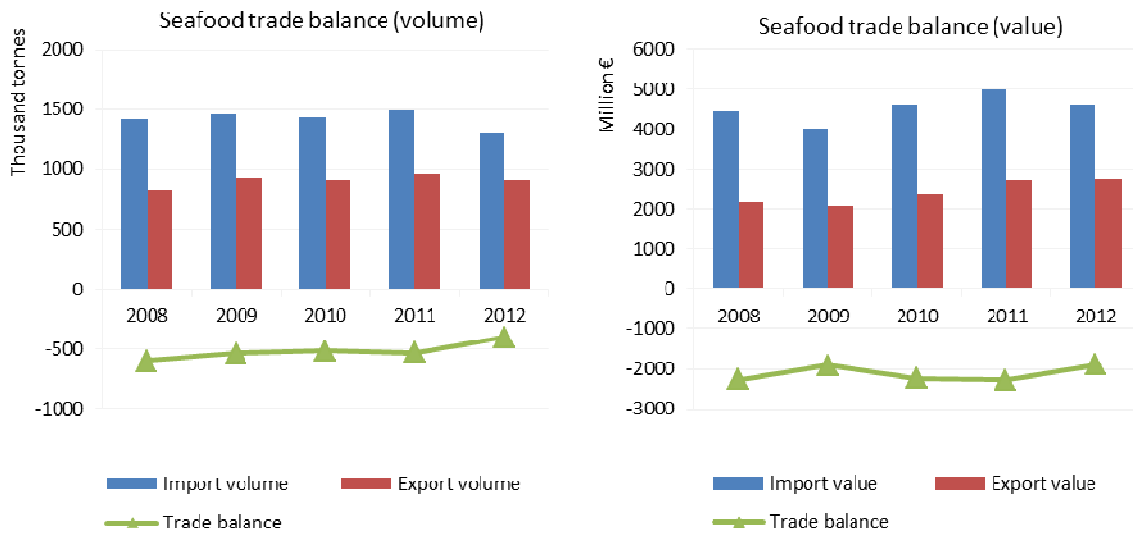 Seafood trade balance (volume)
Thousand tonnes
2000
1500
1000
500
0
-500
-1000
2008 2009 2010 2011 2012
Import volume Export volume
Trade balance
Seafood trade balance (value)
Million €
6000
5000
4000
3000
2000
1000
0
-1000
-2000
-3000
2008 2009 2010 2011 2012
Import value Export value
Trade balance